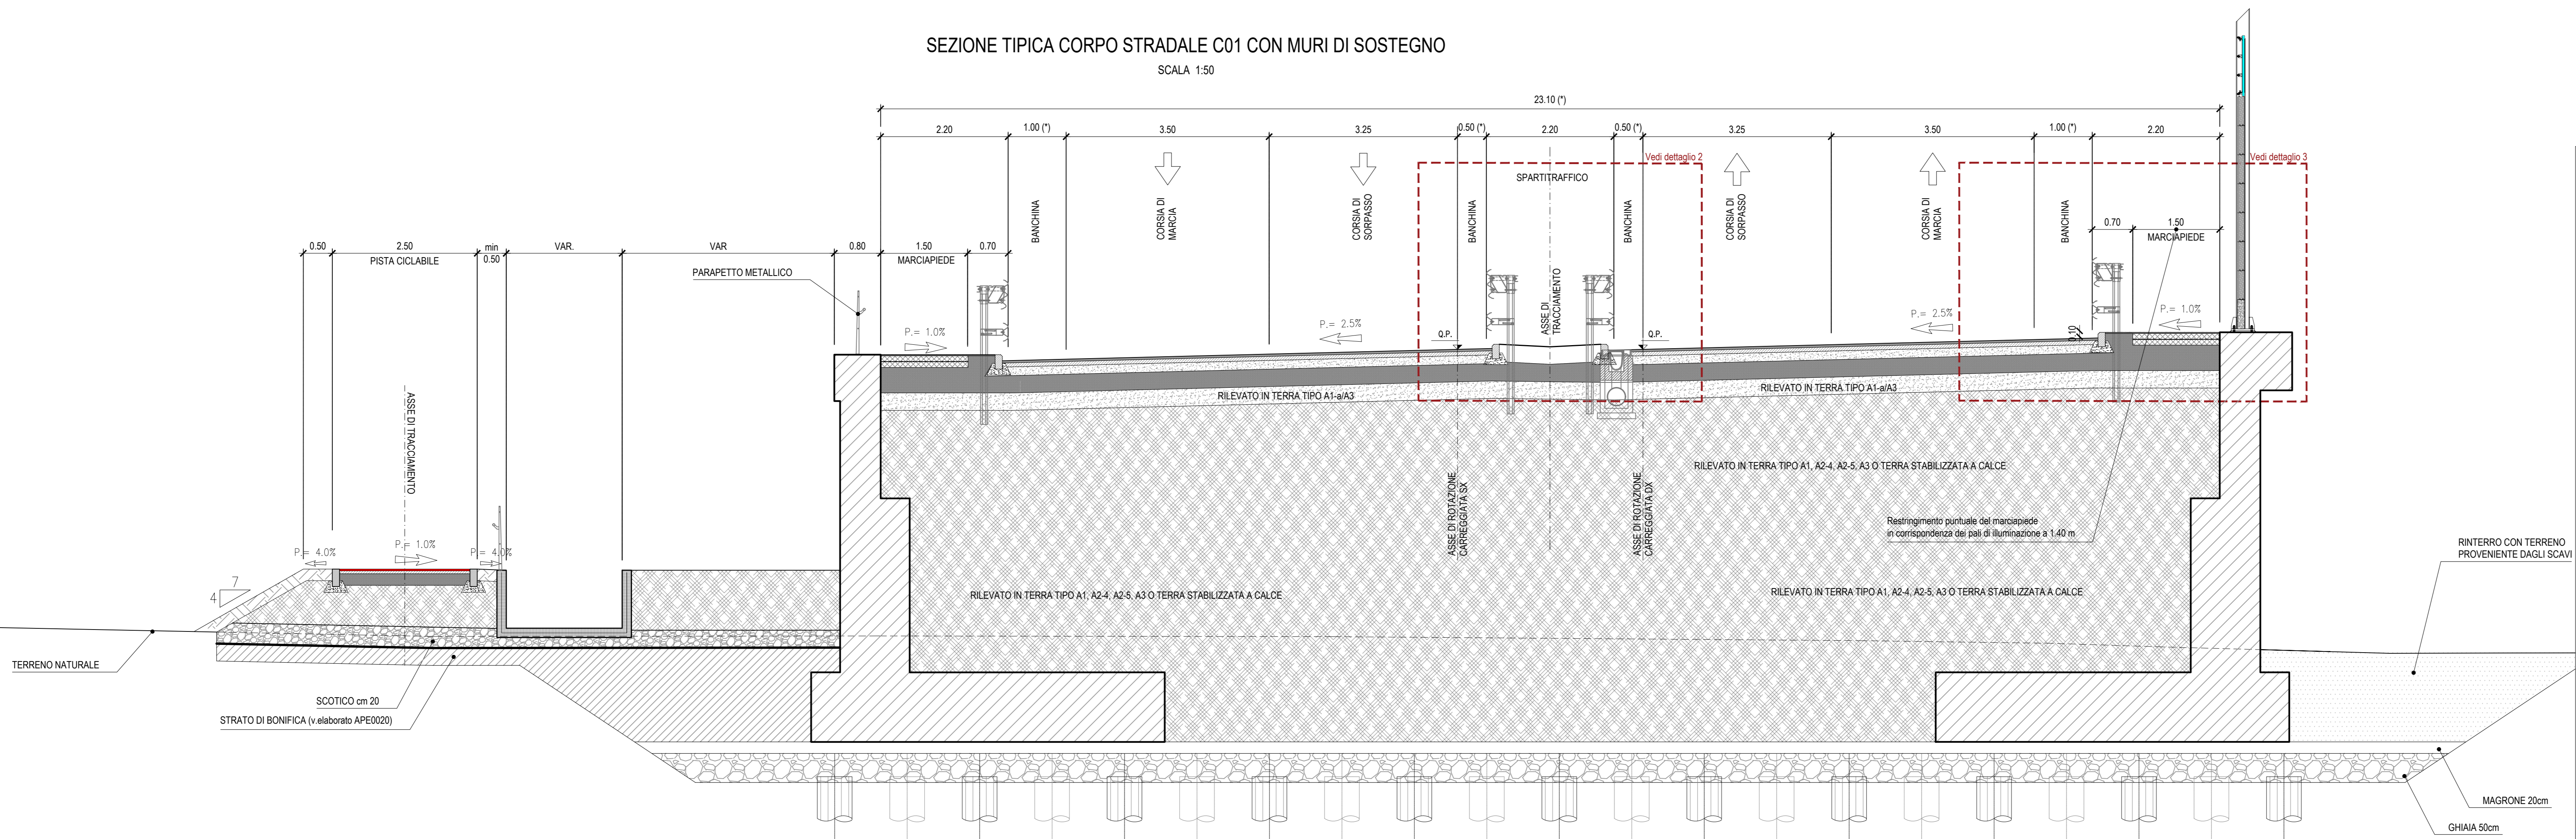 SEZIONE TIPICA CORPO STRADALE C01 CON MURI DI SOSTEGNO
SCALA 1:50
23.10 (*)
2.20
1.00 (*)
3.50
3.25
0.50 (*)
2.20
0.50 (*)
3.25
3.50
1.00 (*)
2.20
Vedi dettaglio 2
Vedi dettaglio 3
SPARTITRAFFICO
BANCHINA
CORSIA DI
MARCIA
CORSIA DI
SORPASSO
BANCHINA
BANCHINA
CORSIA DI
SORPASSO
CORSIA DI
MARCIA
BANCHINA
0.70
1.50
MARCIAPIEDE
0.50
2.50
min
0.50
VAR.
VAR
0.80
1.50
0.70
PISTA CICLABILE
MARCIAPIEDE
PARAPETTO METALLICO
ASSE DI
TRACCIAMENTO
P.= 1.0%
P.= 2.5%
Q.P.
Q.P.
P.= 2.5%
0.10
P.= 1.0%
RILEVATO IN TERRA TIPO A1-a/A3
RILEVATO IN TERRA TIPO A1-a/A3
ASSE DI TRACCIAMENTO
RILEVATO IN TERRA TIPO A1, A2-4, A2-5, A3 O TERRA STABILIZZATA A CALCE
ASSE DI ROTAZIONE
CARREGGIATA SX
ASSE DI ROTAZIONE
CARREGGIATA DX
Restringimento puntuale del marciapiede
in corrispondenza dei pali di illuminazione a 1.40 m
P.= 4.0%
P.= 1.0%
P.= 4.0%
RINTERRO CON TERRENO
PROVENIENTE DAGLI SCAVI
7
4
RILEVATO IN TERRA TIPO A1, A2-4, A2-5, A3 O TERRA STABILIZZATA A CALCE
RILEVATO IN TERRA TIPO A1, A2-4, A2-5, A3 O TERRA STABILIZZATA A CALCE
TERRENO NATURALE
SCOTICO cm 20
STRATO DI BONIFICA (v.elaborato APE0020)
MAGRONE 20cm
GHIAIA 50cm